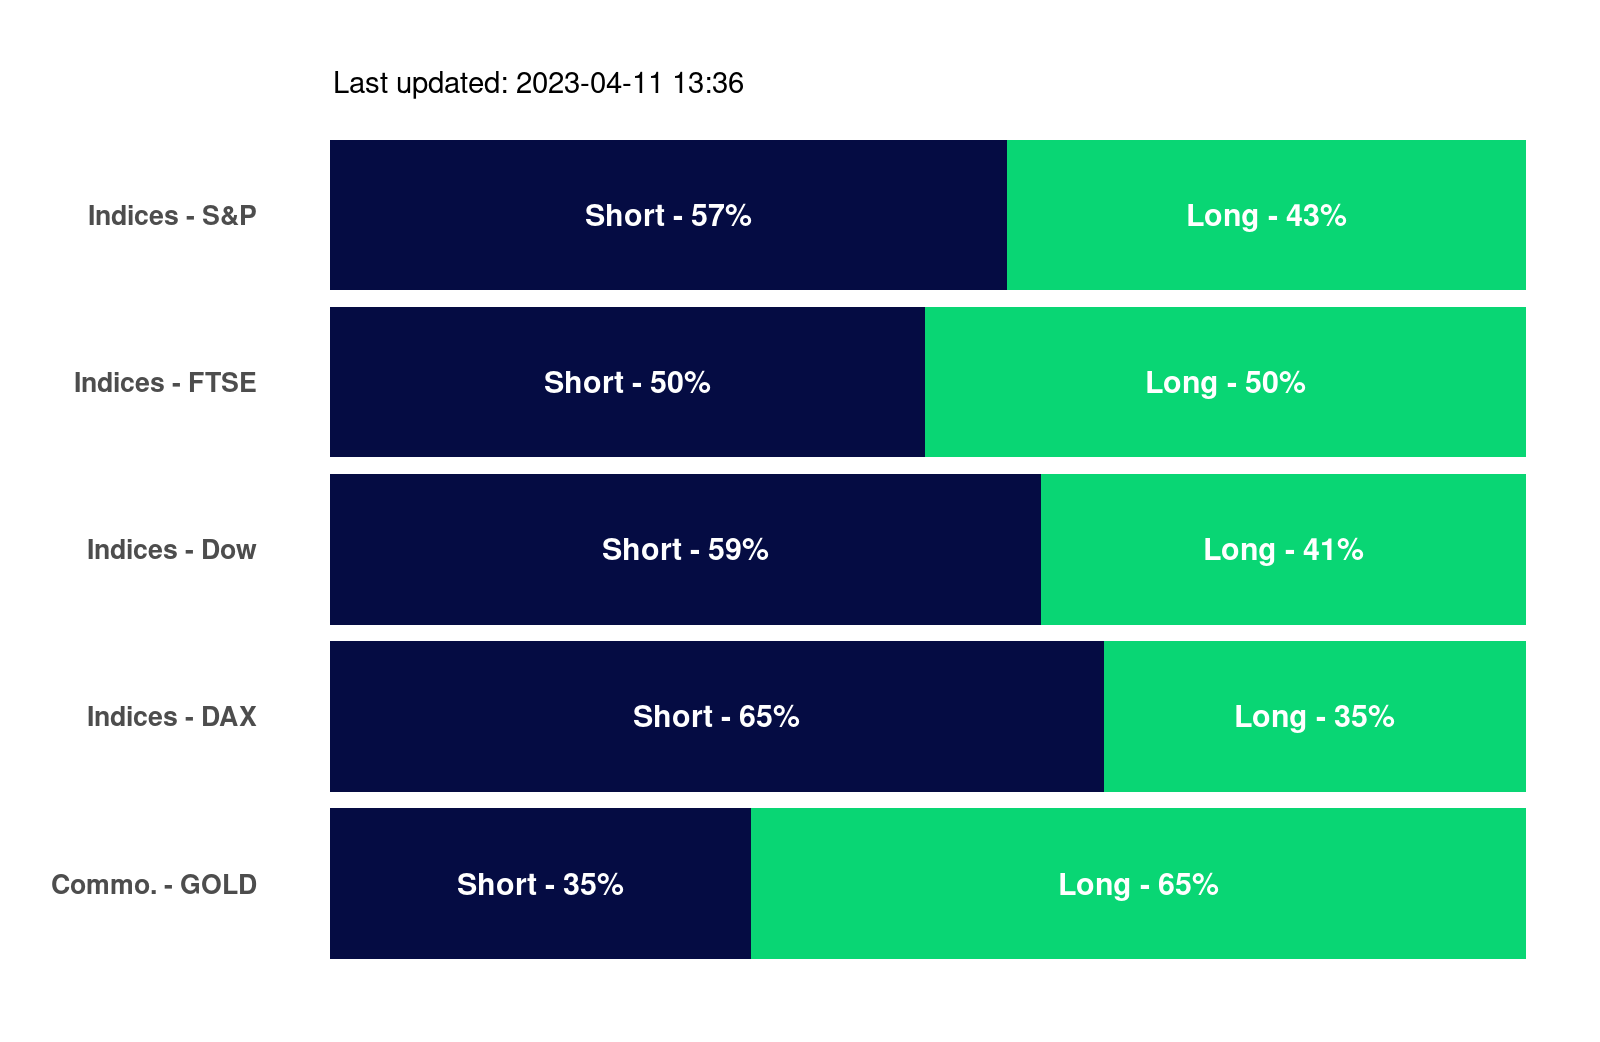 Last updated: 2023-04-11 13:36
Indices - S&P Short - 57% Long - 43%
Indices - FTSE Short - 50% Long - 50%
Indices - Dow Short - 59% Long - 41%
Indices - DAX Short - 65% Long - 35%
Commo. - GOLD Short - 35% Long - 65%